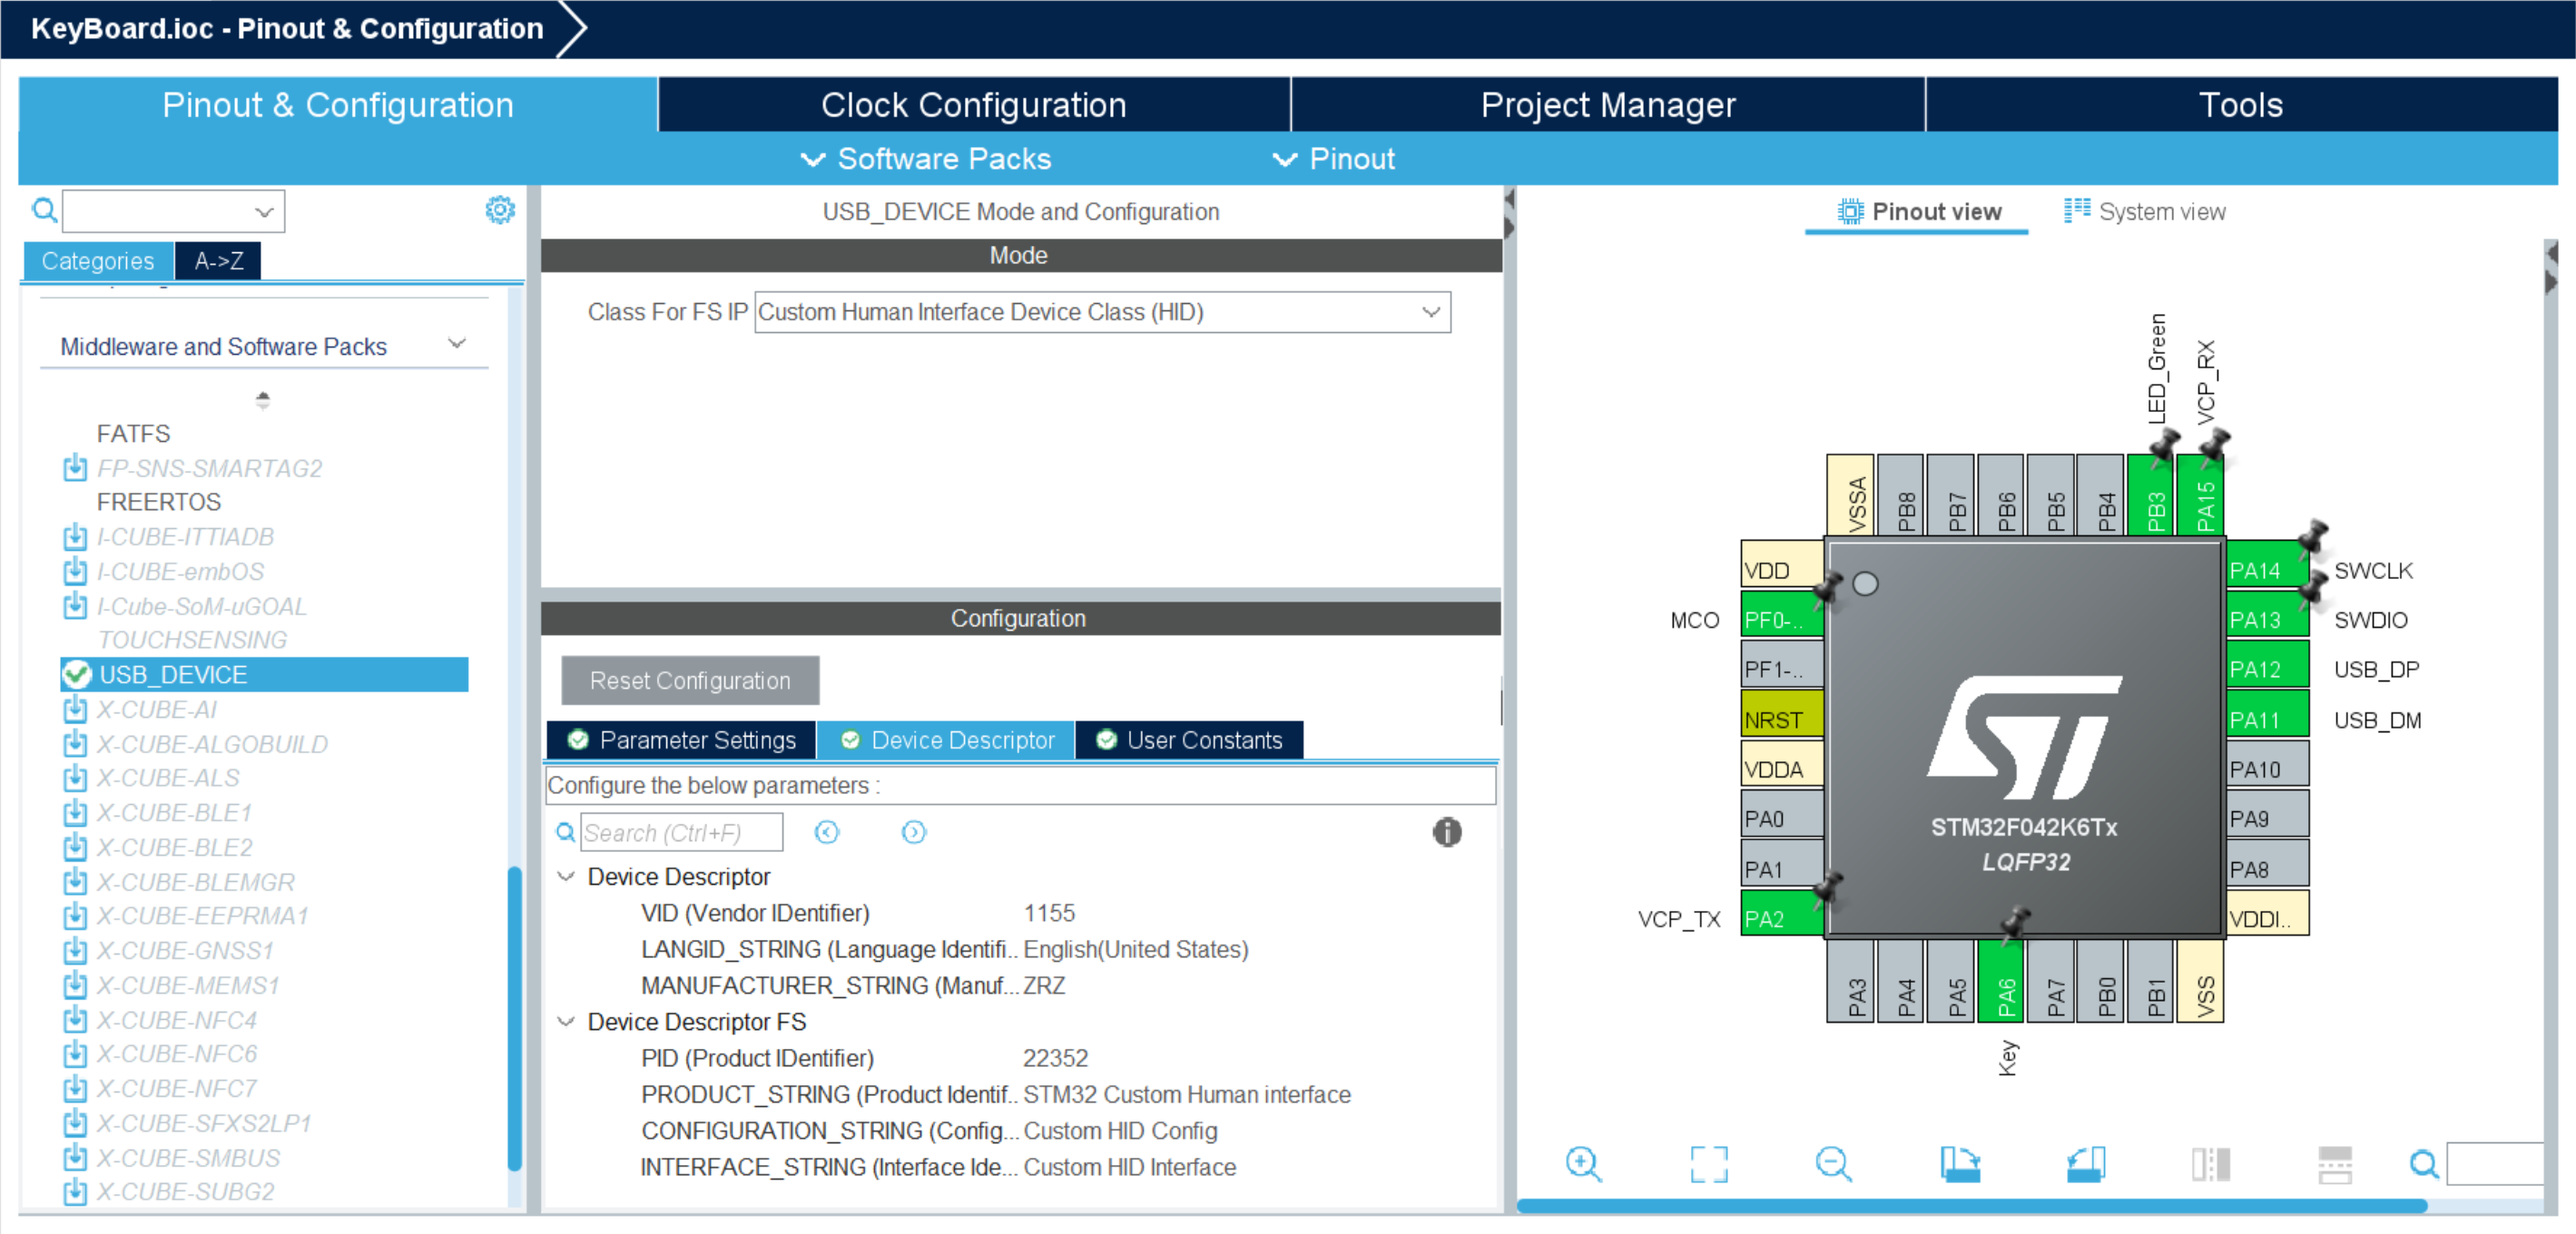 KeyBoard.ioc - Pinout & Configuration
Pinout & Configuration
Clock Configuration
Project Manager
Tools
Software Packs
Pinout
Categories
A->Z
Middleware and Software Packs
FATFS
FP-SNS-SMARTAG2
FREERTOS
I-CUBE-ITTIADB
I-CUBE-embOS
I-Cube-SoM-uGOAL
TOUCHSENSING
USB_DEVICE
X-CUBE-AI
X-CUBE-ALGOBUILD
X-CUBE-ALS
X-CUBE-BLE1
X-CUBE-BLE2
X-CUBE-BLEMGR
X-CUBE-EEPRMA1
X-CUBE-GNSS1
X-CUBE-MEMS1
X-CUBE-NFC4
X-CUBE-NFC6
X-CUBE-NFC7
X-CUBE-SFXS2LP1
X-CUBE-SMBUS
X-CUBE-SUBG2
USB_DEVICE Mode and Configuration
Mode
Class For FS IP Custom Human Interface Device Class (HID)
Configuration
Reset Configuration
Parameter Settings
Device Descriptor
User Constants
Configure the below parameters :
Search (Ctrl+F)
Device Descriptor
VID (Vendor IDentifier) 1155
LANGID_STRING (Language Identifi.. English(United States)
MANUFACTURER_STRING (Manuf... ZRZ
Device Descriptor FS
PID (Product IDentifier) 22352
PRODUCT_STRING (Product Identif.. STM32 Custom Human interface
CONFIGURATION_STRING (Config... Custom HID Config
INTERFACE_STRING (Interface Ide... Custom HID Interface
Pinout view
System view
LED_Green
VCP_RX
VSSA
PB8
PB7
PB6
PB5
PB4
PB3
PA15
VDD
MCO PF0-..
PF1-..
NRST
VDDA
PA0
PA1
VCP_TX PA2
ST
STM32F042K6Tx
LQFP32
PA14 SWCLK
PA13 SWDIO
PA12 USB_DP
PA11 USB_DM
PA10
PA9
PA8
VDDI..
PA3
PA4
PA5
PA6
PA7
PB0
PB1
VSS
Key